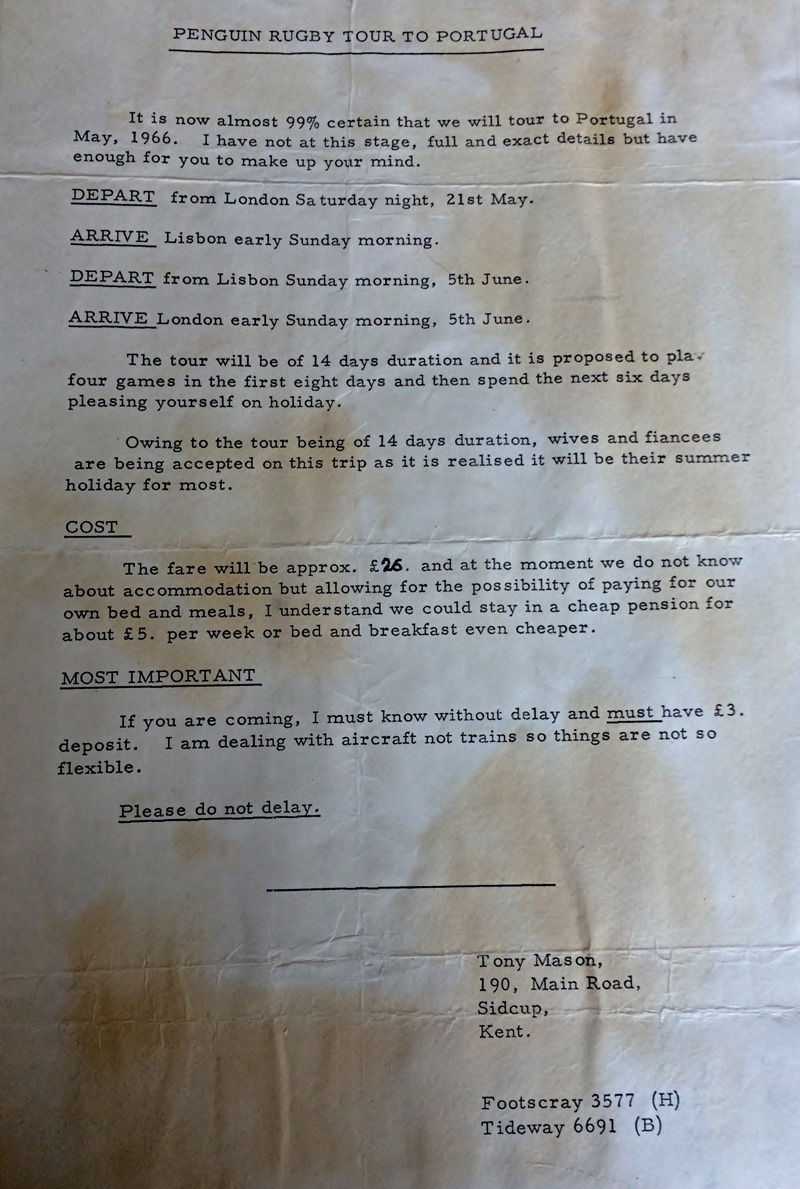 PENGUIN RUGBY TOUR TO PORTUGAL
It is now almost 99% certain that we will tour to Portugal in
May, 1966. I have not at this stage, full and exact details but have
enough for you to make up your mind.
DEPART from London Saturday night, 21st May.
ARRIVE Lisbon early Sunday morning.
DEPART from Lisbon Sunday morning, 5th June.
ARRIVE London early Sunday morning, 5th June.
The tour will be of 14 days duration and it is proposed to play
four games in the first eight days and then spend the next six days
pleasing yourself on holiday.
Owing to the tour being of 14 days duration, wives and fiancees
are being accepted on this trip as it is realised it will be their summer
holiday for most.
COST
The fare will be approx. £26. and at the moment we do not know
about accommodation but allowing for the possibility of paying for our
own bed and meals, I understand we could stay in a cheap pension for
about £5. per week or bed and breakfast even cheaper.
MOST IMPORTANT
If you are coming, I must know without delay and must have £3.
deposit. I am dealing with aircraft not trains so things are not so
flexible.
Please do not delay.
Tony Mason,
190, Main Road,
Sidcup,
Kent.
Footscray 3577 (H)
Tideway 6691 (B)